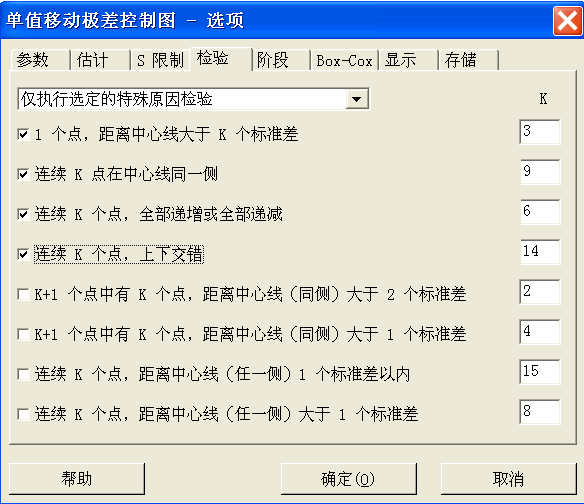 单值移动极差控制图 - 选项
参数 估计 S 限制 检验 阶段 Box-Cox 显示 存储
仅执行选定的特殊原因检验 K
1 个点，距离中心线大于 K 个标准差 3
连续 K 点在中心线同一侧 9
连续 K 个点，全部递增或全部递减 6
连续 K 个点，上下交错 14
K+1 个点中有 K 个点，距离中心线（同侧）大于 2 个标准差 2
K+1 个点中有 K 个点，距离中心线（同侧）大于 1 个标准差 4
连续 K 个点，距离中心线（任一侧）1 个标准差以内 15
连续 K 个点，距离中心线（任一侧）大于 1 个标准差 8
帮助 确定(O) 取消